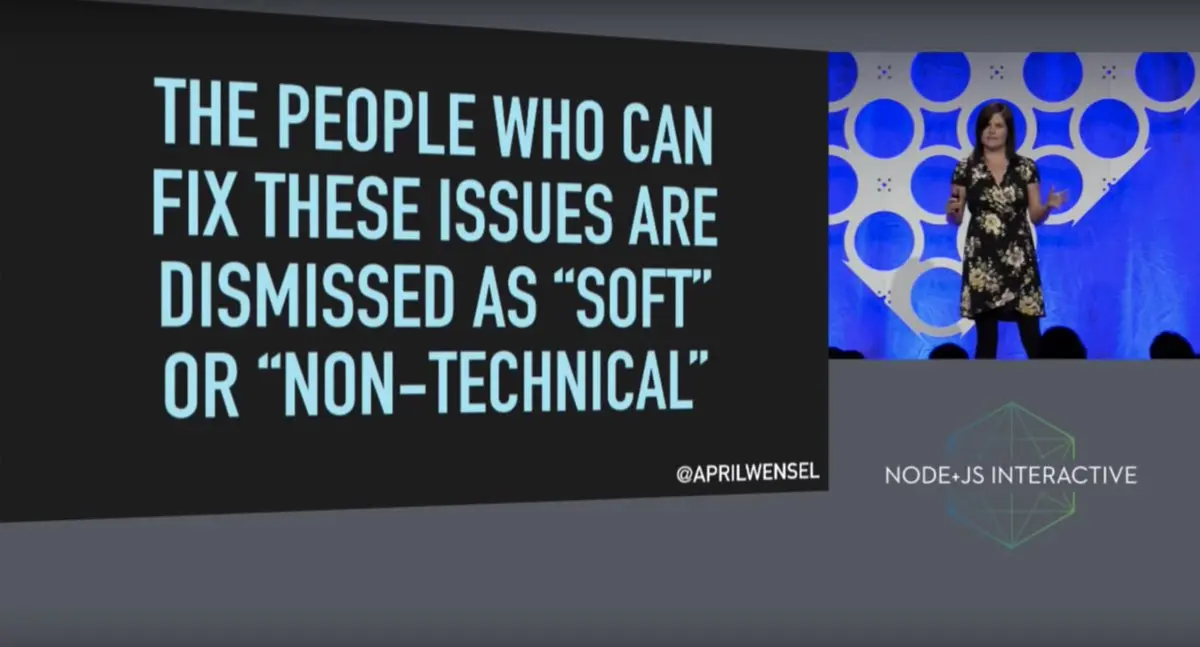 THE PEOPLE WHO CAN
FIX THESE ISSUES ARE
DISMISSED AS “SOFT”
OR “NON-TECHNICAL”
@APRILWENSEL
NODE+JS INTERACTIVE